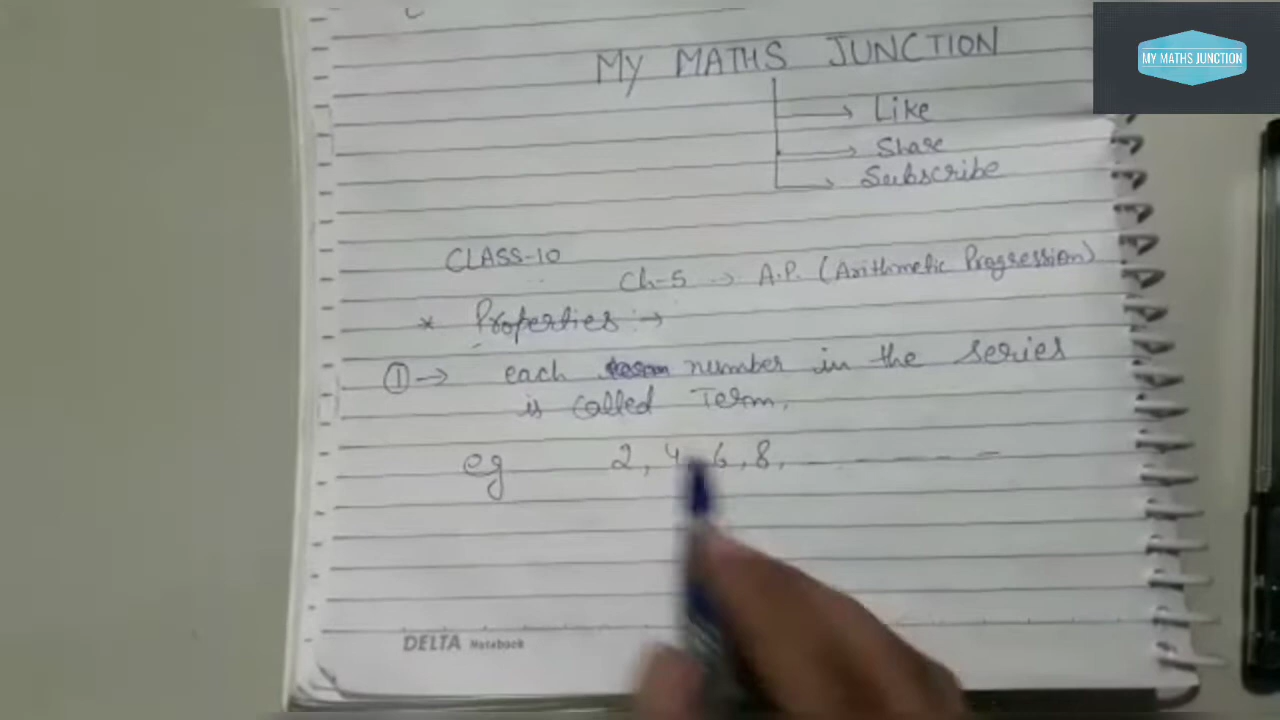 MY MATHS JUNCTION
MY MATHS JUNCTION
Like
Share
Subscribe
CLASS-10
Ch-5 → A.P. (Arithmetic Progression)
* Properties :→
① → each number in the series
is called Term.
eg 2, 4, 6, 8, - - - - -
DELTA Notebook